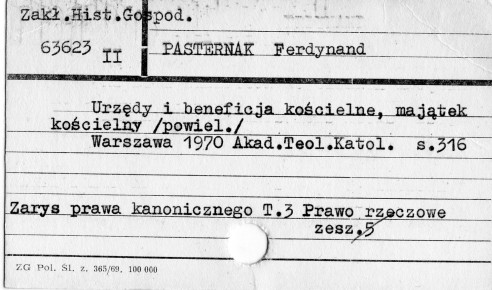 Zakł.Hist.Gospod.
63623 II PASTERNAK Ferdynand
Urzędy i beneficja kościelne, majątek
kościelny /powiel./
Warszawa 1970 Akad.Teol.Katol. s.316
Zarys prawa kanonicznego T.3 Prawo rzeczowe
zesz.5
ZG Pol. Śl. z. 365/69. 100 000